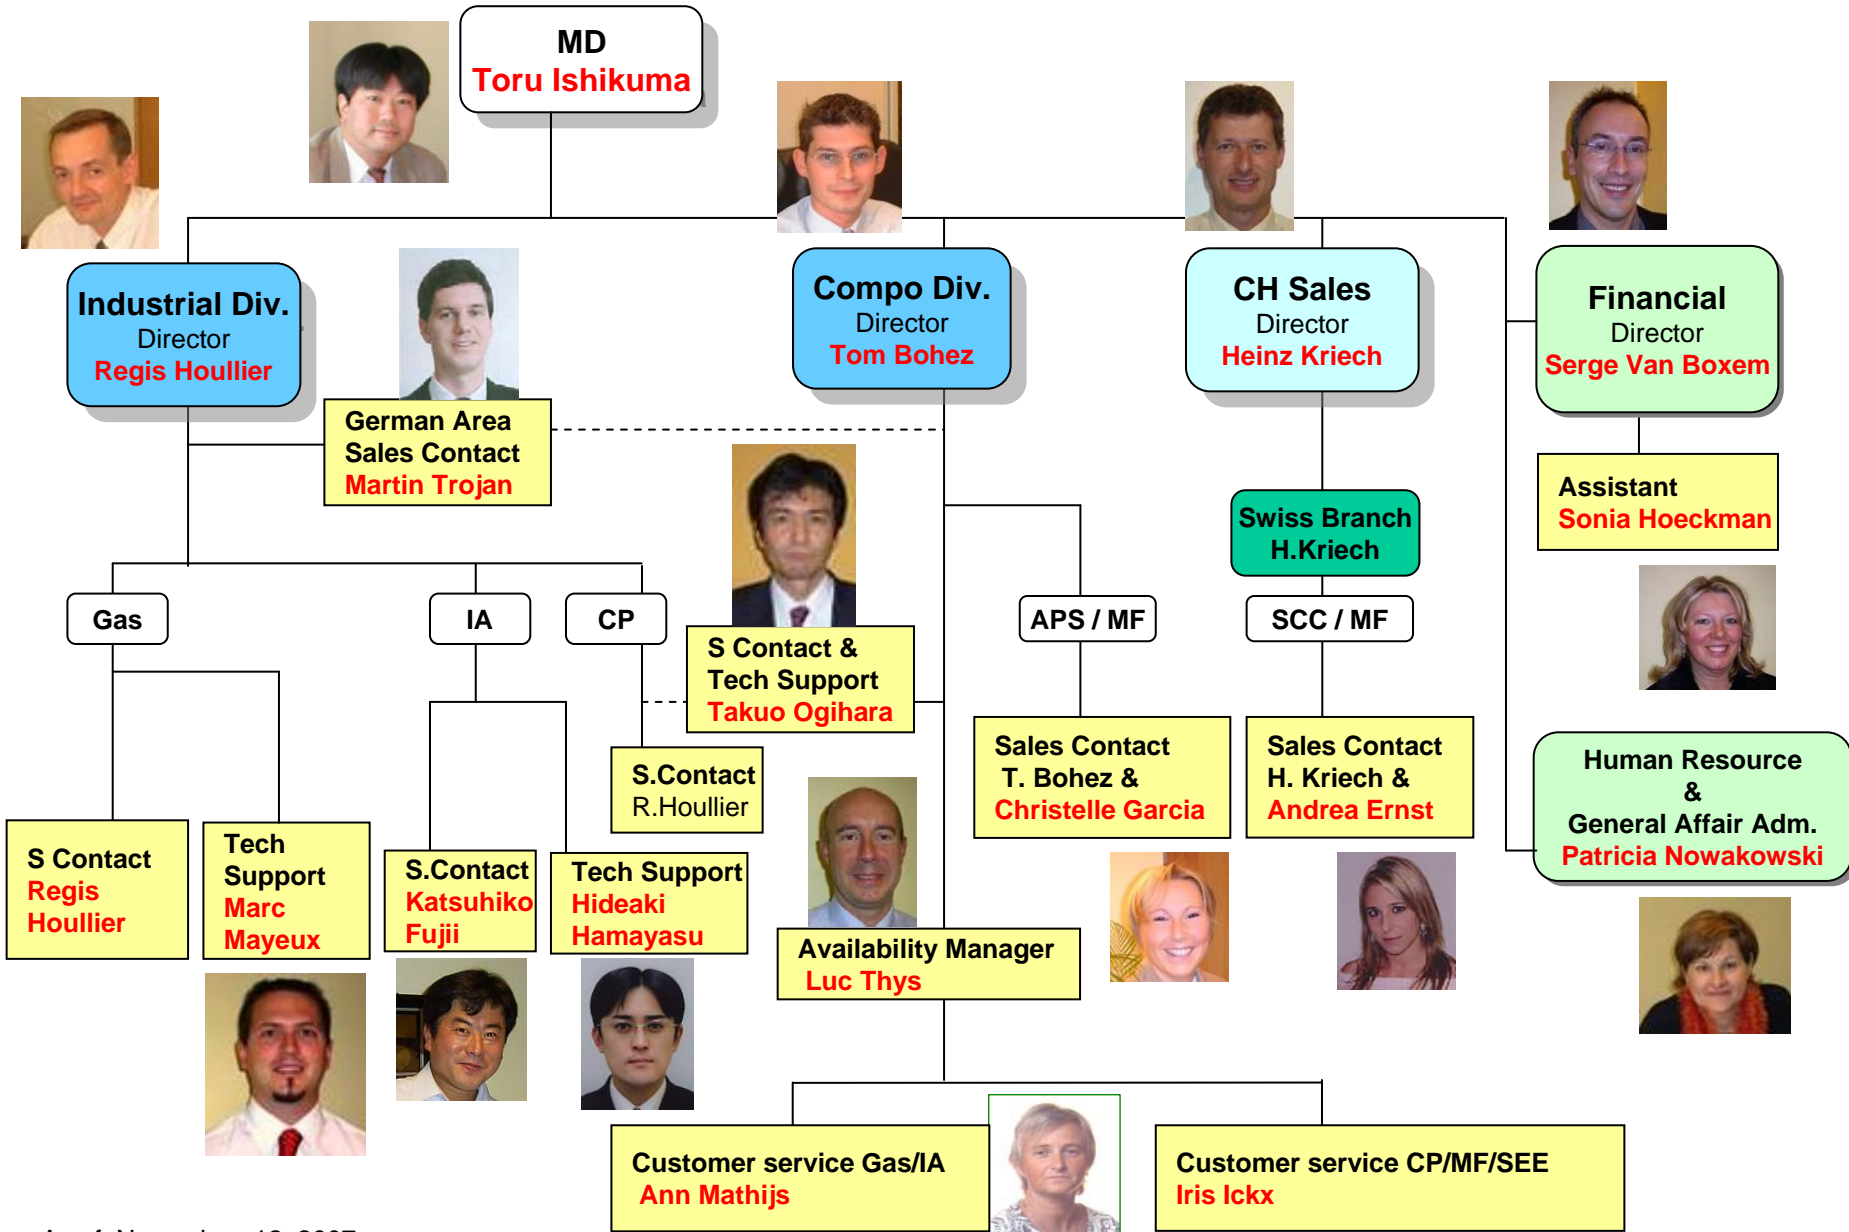 MD
Toru Ishikuma
Industrial Div.
Director
Regis Houllier
Compo Div.
Director
Tom Bohez
CH Sales
Director
Heinz Kriech
Financial
Director
Serge Van Boxem
German Area
Sales Contact
Martin Trojan
Assistant
Sonia Hoeckman
Swiss Branch
H.Kriech
Gas
IA
CP
APS / MF
SCC / MF
S Contact &
Tech Support
Takuo Ogihara
Sales Contact
T. Bohez &
Christelle Garcia
Sales Contact
H. Kriech &
Andrea Ernst
Human Resource
&
General Affair Adm.
Patricia Nowakowski
S.Contact
R.Houllier
S Contact
Regis
Houllier
Tech
Support
Marc
Mayeux
S.Contact
Katsuhiko
Fujii
Tech Support
Hideaki
Hamayasu
Availability Manager
Luc Thys
Customer service Gas/IA
Ann Mathijs
Customer service CP/MF/SEE
Iris Ickx